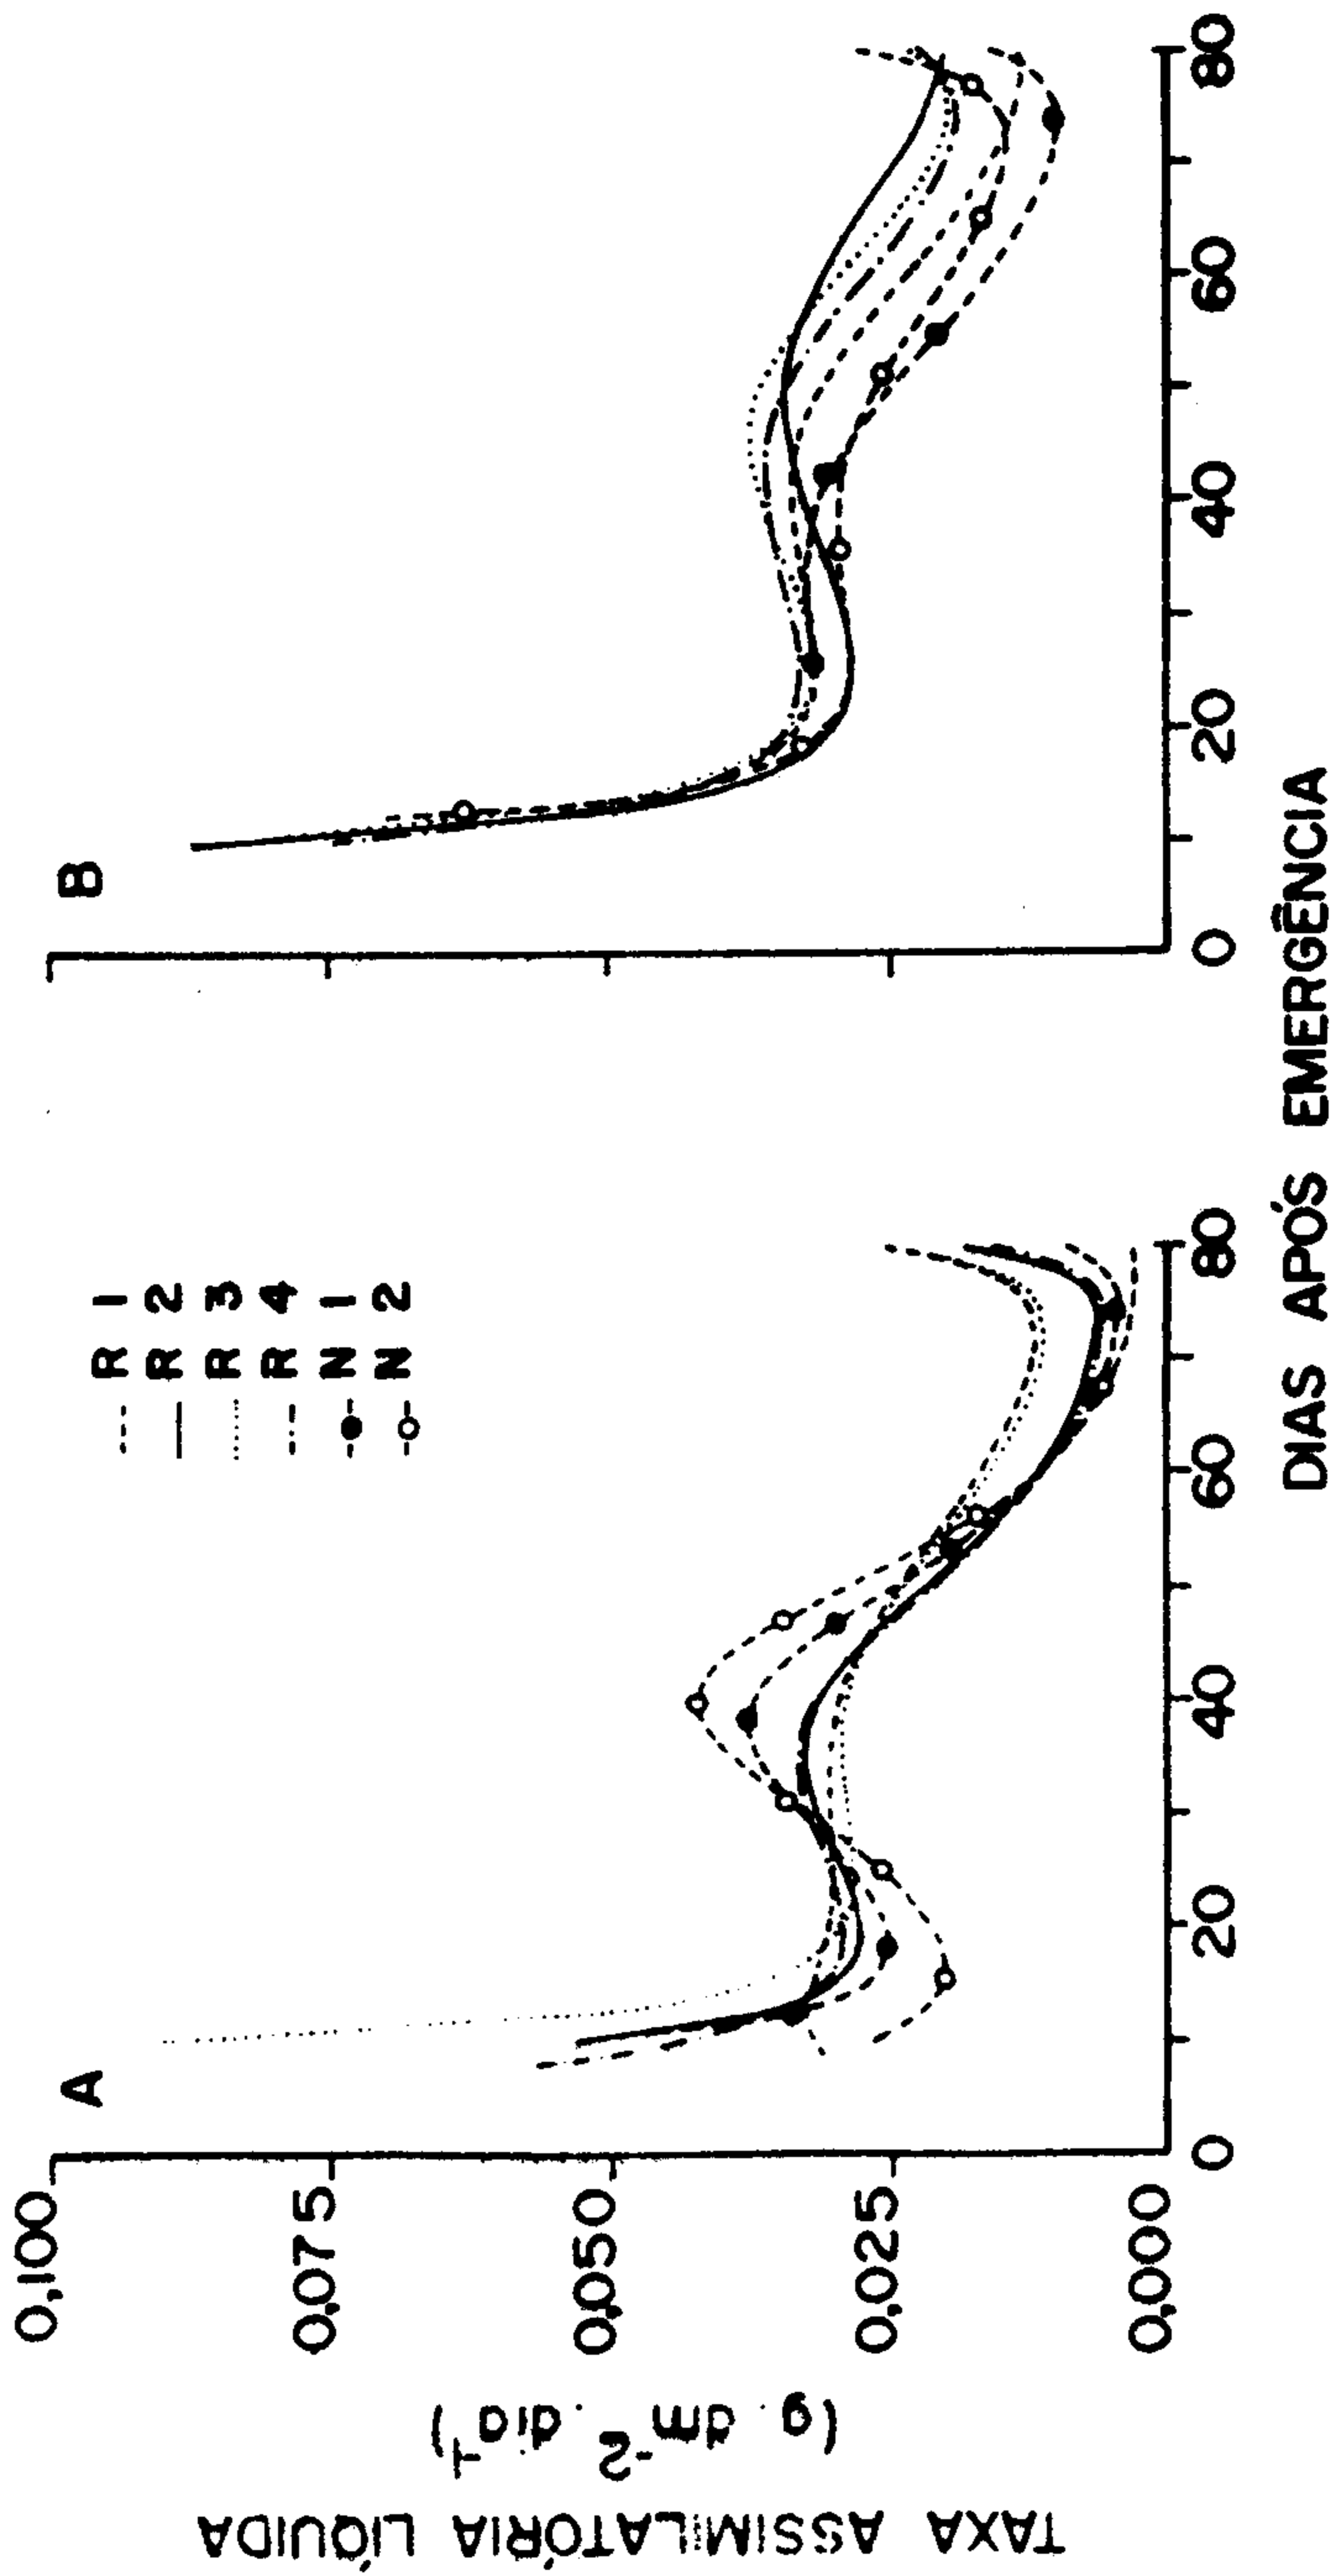 TAXA ASSIMILATÓRIA LÍQUIDA
(g. dm⁻². dia⁻¹)
0,100
0,075
0,050
0,025
0,000
A
R 1
R 2
R 3
R 4
N 1
N 2
0 20 40 60 80
B
0 20 40 60 80
DIAS APÓS EMERGÊNCIA